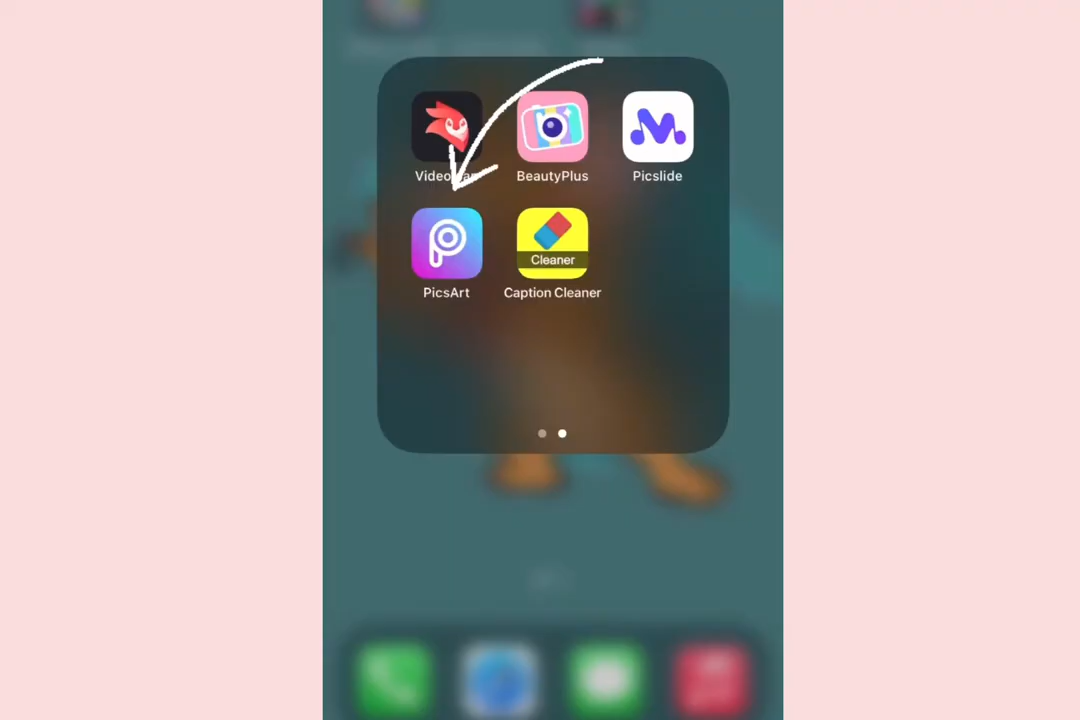 BeautyPlus
Picslide
Cleaner
PicsArt
Caption Cleaner